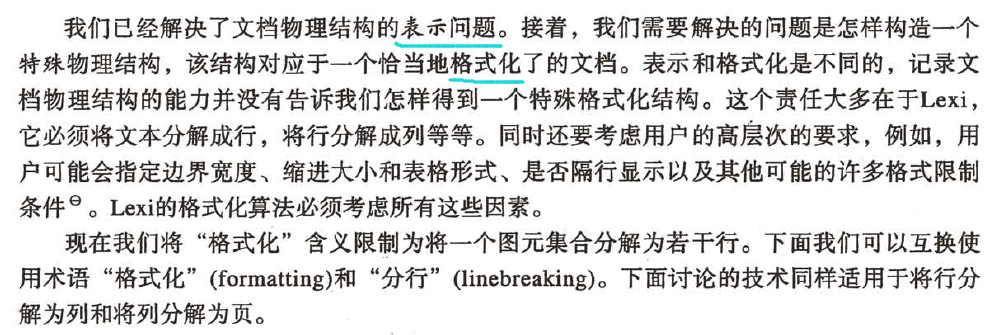 我们已经解决了文档物理结构的表示问题。接着，我们需要解决的问题是怎样构造一个
特殊物理结构，该结构对应于一个恰当地格式化了的文档。表示和格式化是不同的，记录文
档物理结构的能力并没有告诉我们怎样得到一个特殊格式化结构。这个责任大多在于Lexi，
它必须将文本分解成行，将行分解成列等等。同时还要考虑用户的高层次的要求，例如，用
户可能会指定边界宽度、缩进大小和表格形式、是否隔行显示以及其他可能的许多格式限制
条件⊖。Lexi的格式化算法必须考虑所有这些因素。
现在我们将“格式化”含义限制为将一个图元集合分解为若干行。下面我们可以互换使
用术语“格式化”(formatting)和“分行”(linebreaking)。下面讨论的技术同样适用于将行分
解为列和将列分解为页。